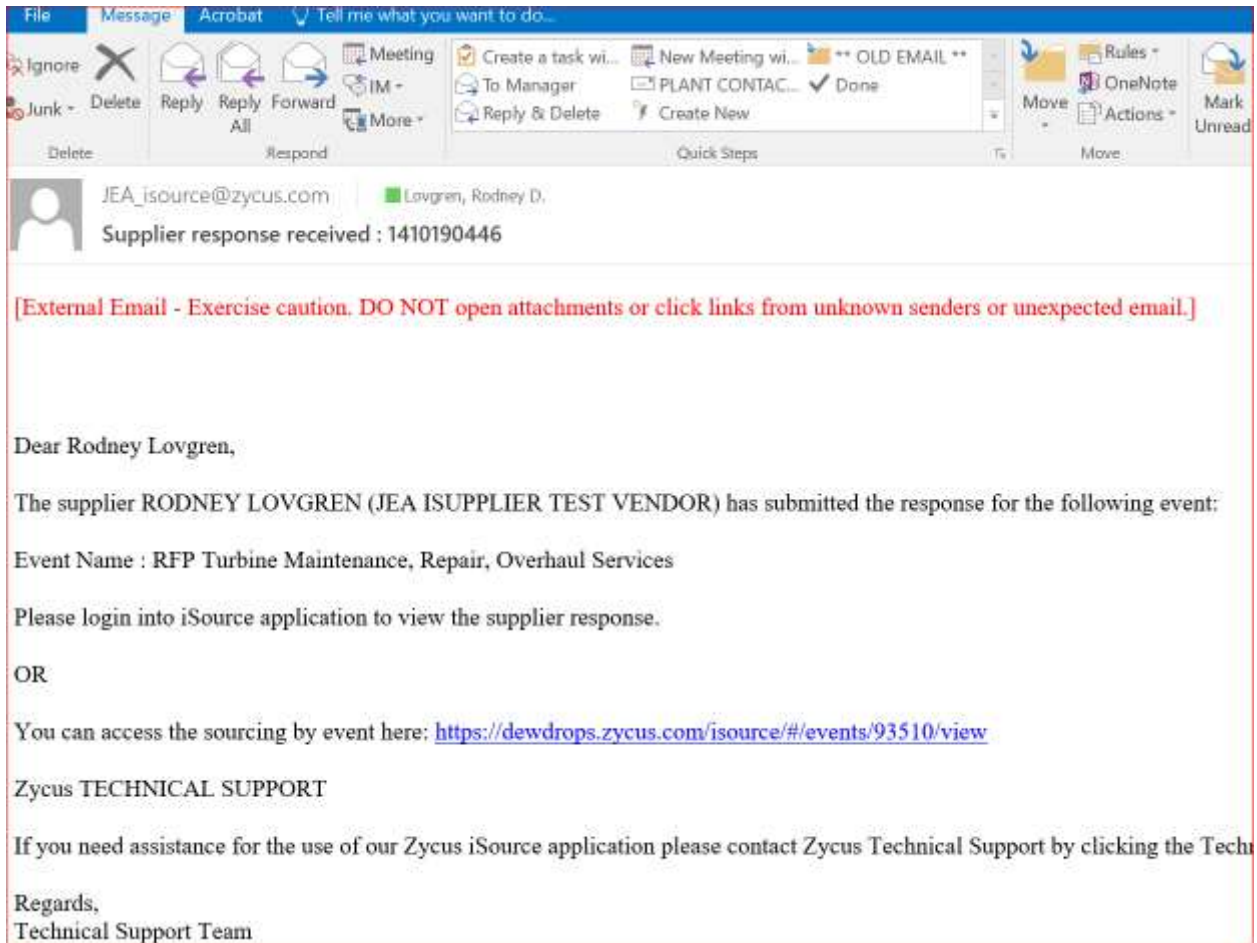 File Message Acrobat Tell me what you want to do...
Ignore
Junk
Delete
Reply
Reply All
Forward
Meeting
IM
More
Create a task wi...
To Manager
Reply & Delete
New Meeting wi...
PLANT CONTAC...
Create New
** OLD EMAIL **
Done
Move
Rules
OneNote
Actions
Mark Unread
Delete Respond Quick Steps Move
JEA_isource@zycus.com Lovgren, Rodney D.
Supplier response received : 1410190446
[External Email - Exercise caution. DO NOT open attachments or click links from unknown senders or unexpected email.]
Dear Rodney Lovgren,
The supplier RODNEY LOVGREN (JEA ISUPPLIER TEST VENDOR) has submitted the response for the following event:
Event Name : RFP Turbine Maintenance, Repair, Overhaul Services
Please login into iSource application to view the supplier response.
OR
You can access the sourcing by event here: https://dewdrops.zycus.com/isource/#/events/93510/view
Zycus TECHNICAL SUPPORT
If you need assistance for the use of our Zycus iSource application please contact Zycus Technical Support by clicking the Tech
Regards,
Technical Support Team